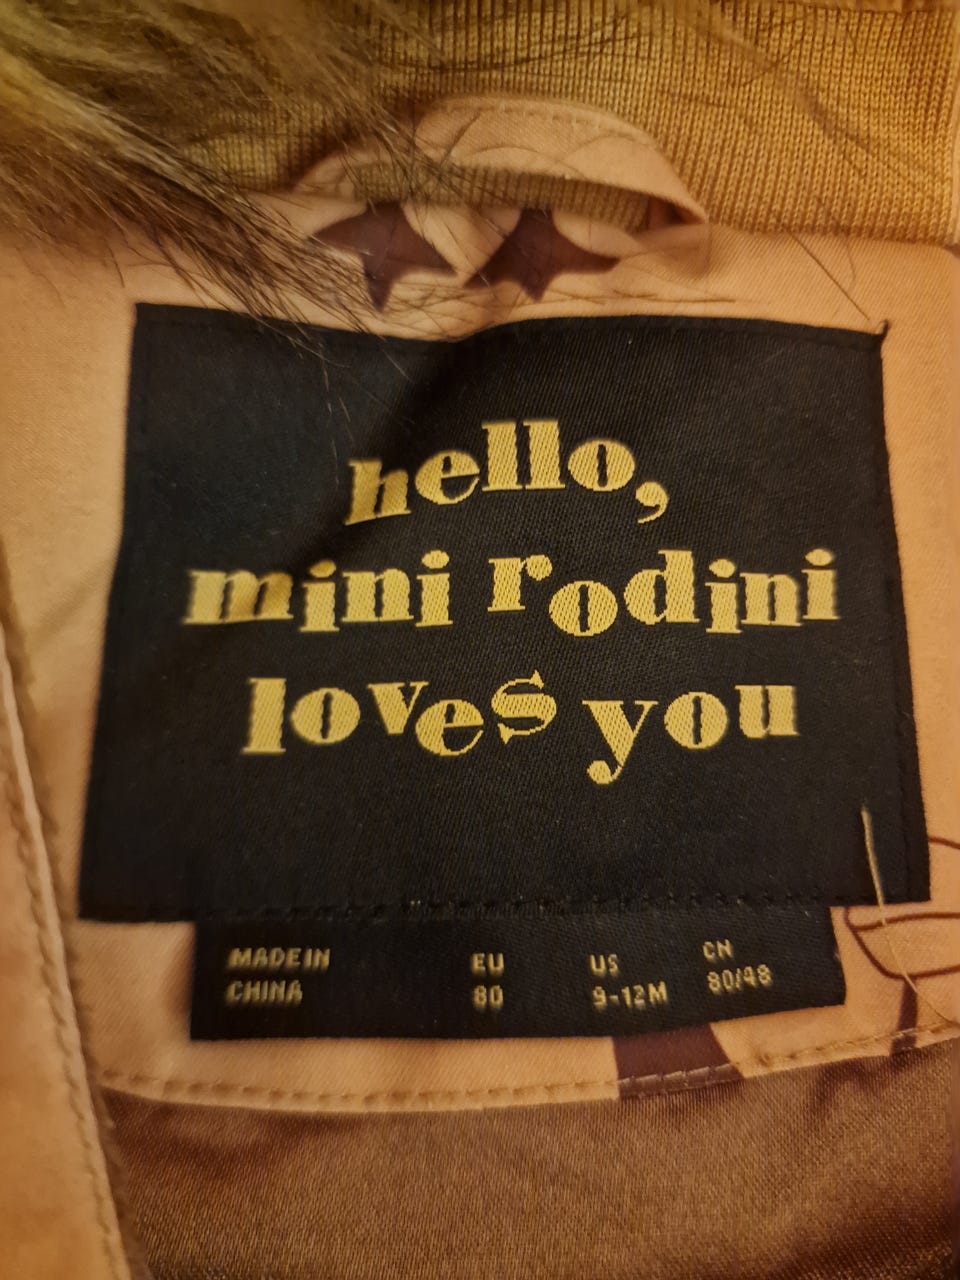 hello,
mini rodini
loves you
MADE IN EU US CN
CHINA 80 9-12M 80/48